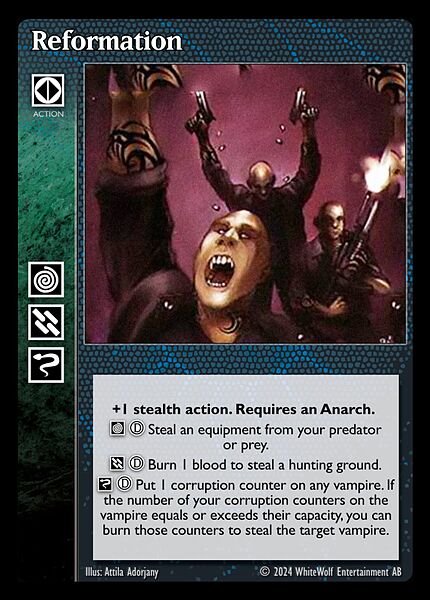 Reformation
ACTION
+1 stealth action. Requires an Anarch.
Ⓓ Steal an equipment from your predator
or prey.
Ⓓ Burn 1 blood to steal a hunting ground.
Ⓓ Put 1 corruption counter on any vampire. If
the number of your corruption counters on the
vampire equals or exceeds their capacity, you can
burn those counters to steal the target vampire.
Illus: Attila Adorjany © 2024 WhiteWolf Entertainment AB